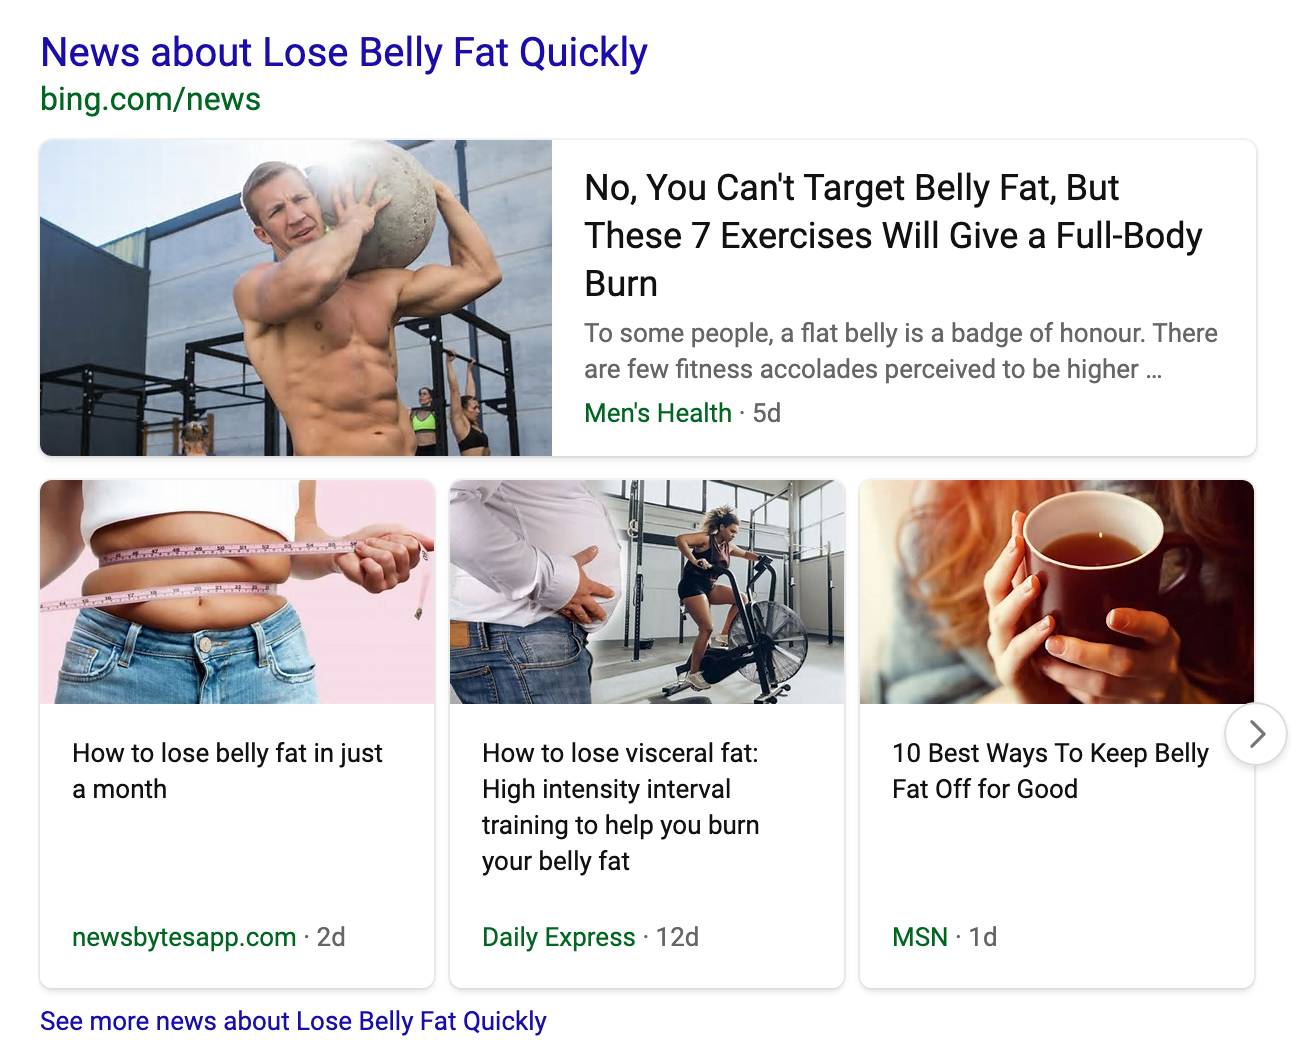 News about Lose Belly Fat Quickly
bing.com/news
No, You Can't Target Belly Fat, But
These 7 Exercises Will Give a Full-Body
Burn
To some people, a flat belly is a badge of honour. There
are few fitness accolades perceived to be higher ...
Men's Health · 5d
How to lose belly fat in just
a month
newsbytesapp.com · 2d
How to lose visceral fat:
High intensity interval
training to help you burn
your belly fat
Daily Express · 12d
10 Best Ways To Keep Belly
Fat Off for Good
MSN · 1d
See more news about Lose Belly Fat Quickly